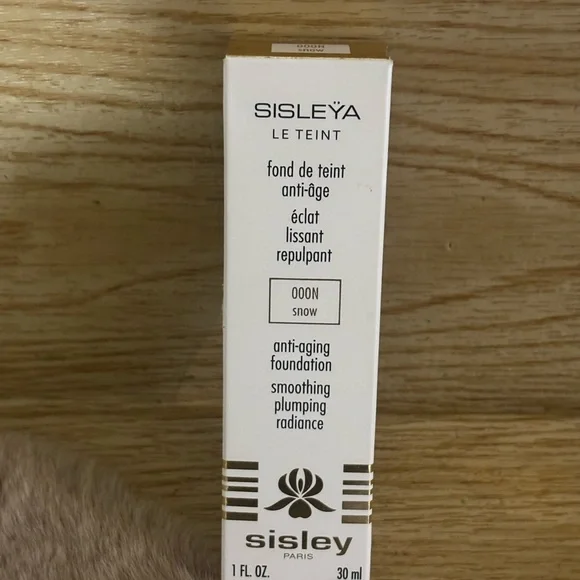 000N
snow
SISLEŸA
LE TEINT
fond de teint
anti-âge
éclat
lissant
repulpant
000N
snow
anti-aging
foundation
smoothing
plumping
radiance
sisley
PARIS
1 FL. OZ. 30 ml